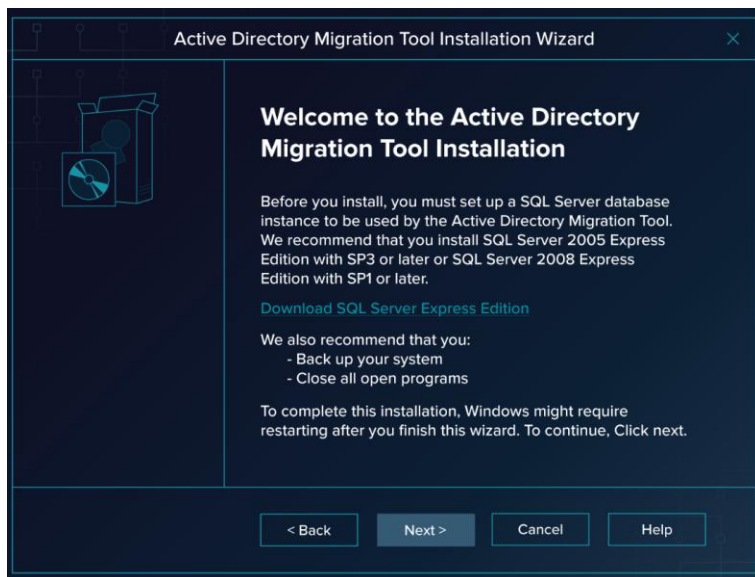 Active Directory Migration Tool Installation Wizard
Welcome to the Active Directory
Migration Tool Installation
Before you install, you must set up a SQL Server database
instance to be used by the Active Directory Migration Tool.
We recommend that you install SQL Server 2005 Express
Edition with SP3 or later or SQL Server 2008 Express
Edition with SP1 or later.
Download SQL Server Express Edition
We also recommend that you:
- Back up your system
- Close all open programs
To complete this installation, Windows might require
restarting after you finish this wizard. To continue, Click next.
< Back
Next >
Cancel
Help